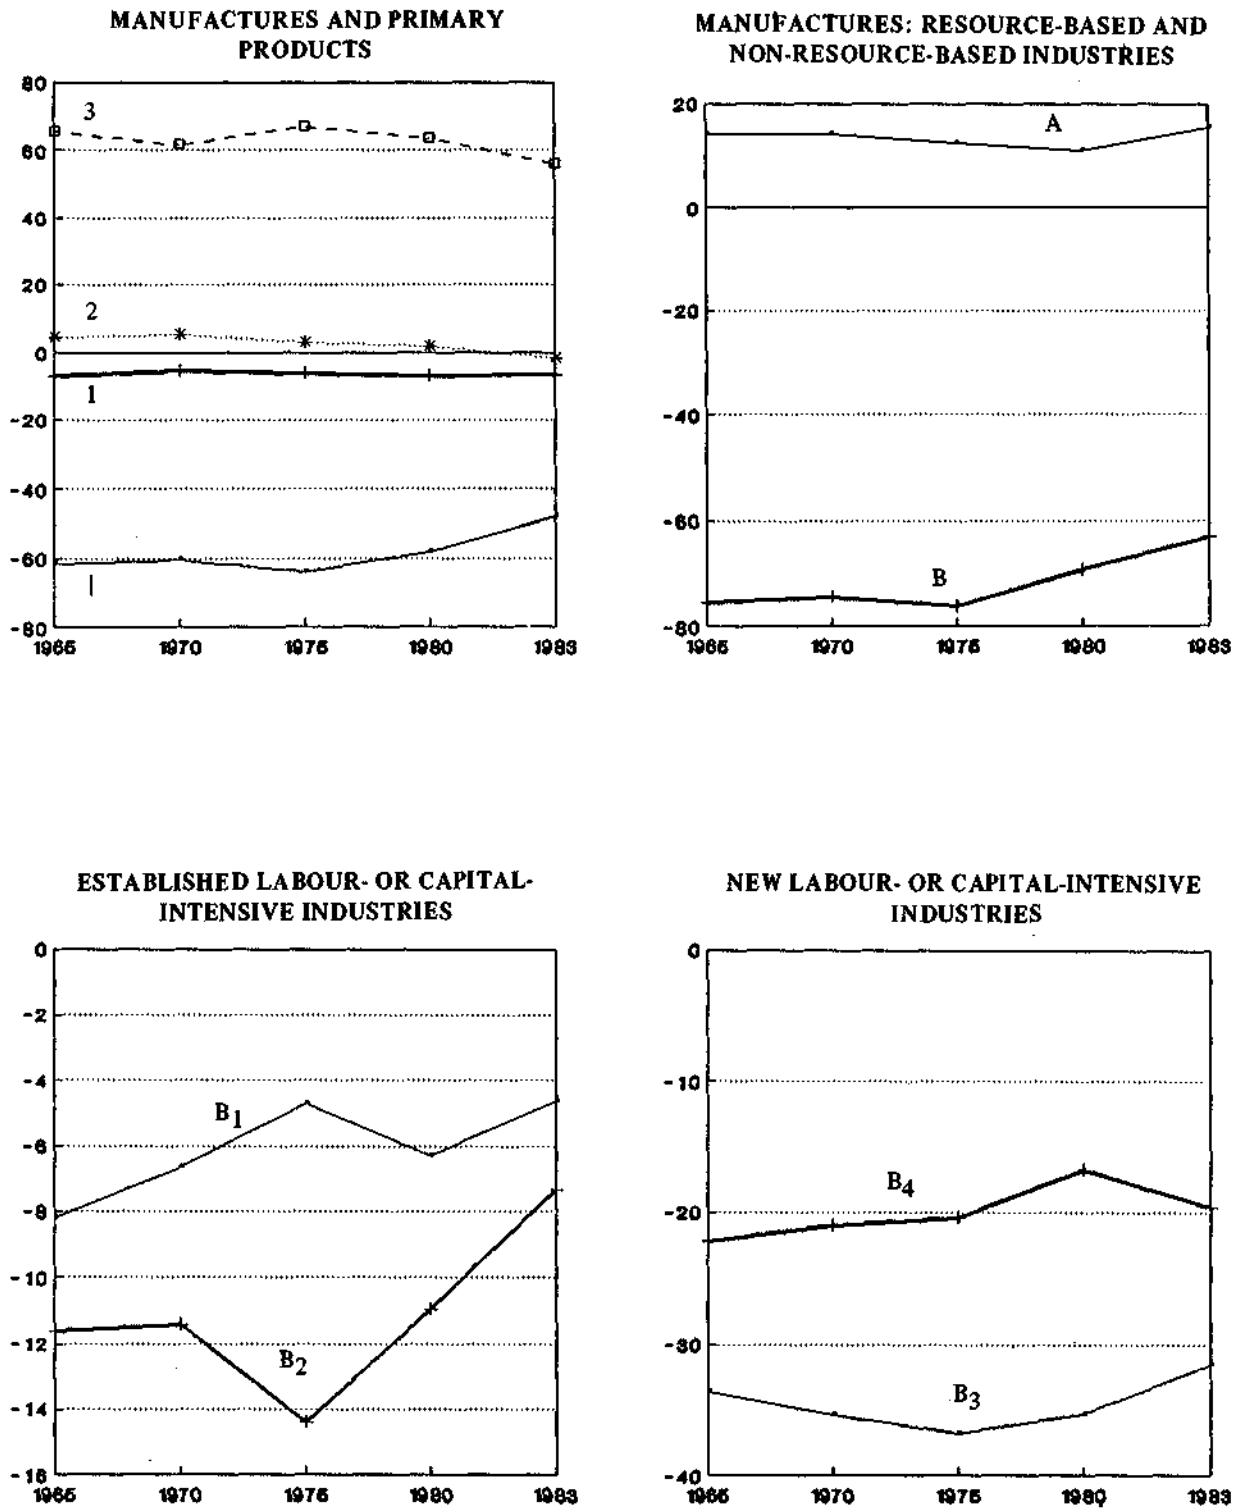 MANUFACTURES AND PRIMARY
PRODUCTS
80
60
40
20
0
-20
-40
-60
-80
3
2
1
|
1965 1970 1975 1980 1983
MANUFACTURES: RESOURCE-BASED AND
NON-RESOURCE-BASED INDUSTRIES
20
0
-20
-40
-60
-80
A
B
1965 1970 1975 1980 1983
ESTABLISHED LABOUR- OR CAPITAL-
INTENSIVE INDUSTRIES
0
-2
-4
-6
-8
-10
-12
-14
-16
B1
B2
1965 1970 1975 1980 1983
NEW LABOUR- OR CAPITAL-INTENSIVE
INDUSTRIES
0
-10
-20
-30
-40
B4
B3
1965 1970 1975 1980 1983